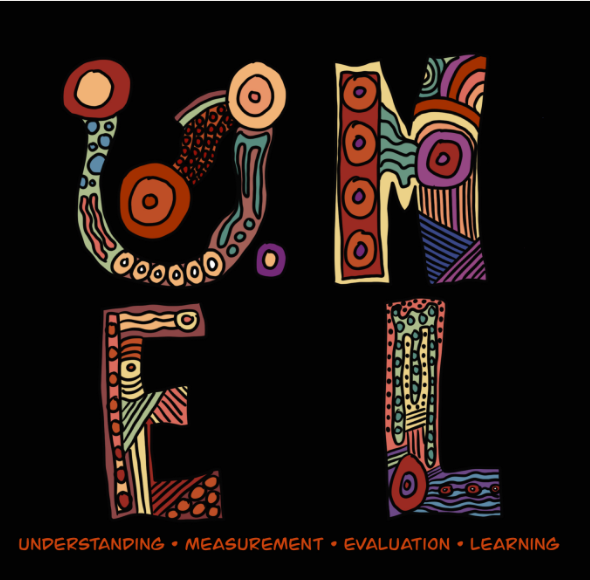 U. M
E L
UNDERSTANDING • MEASUREMENT • EVALUATION • LEARNING